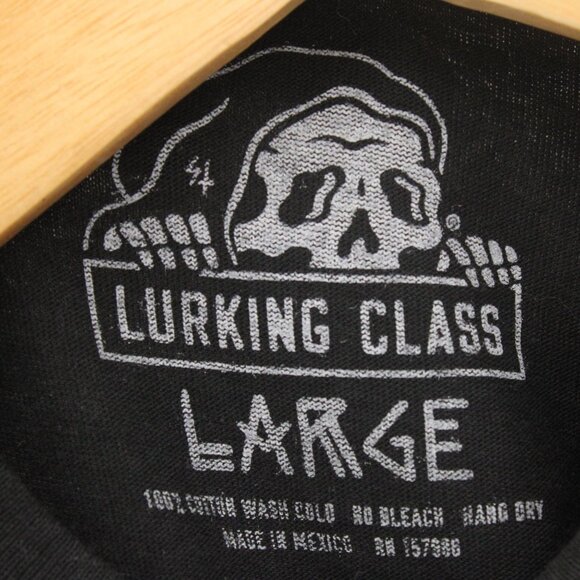 LURKING CLASS
LARGE
100% COTTON WASH COLD NO BLEACH HANG DRY
MADE IN MEXICO RN 157986